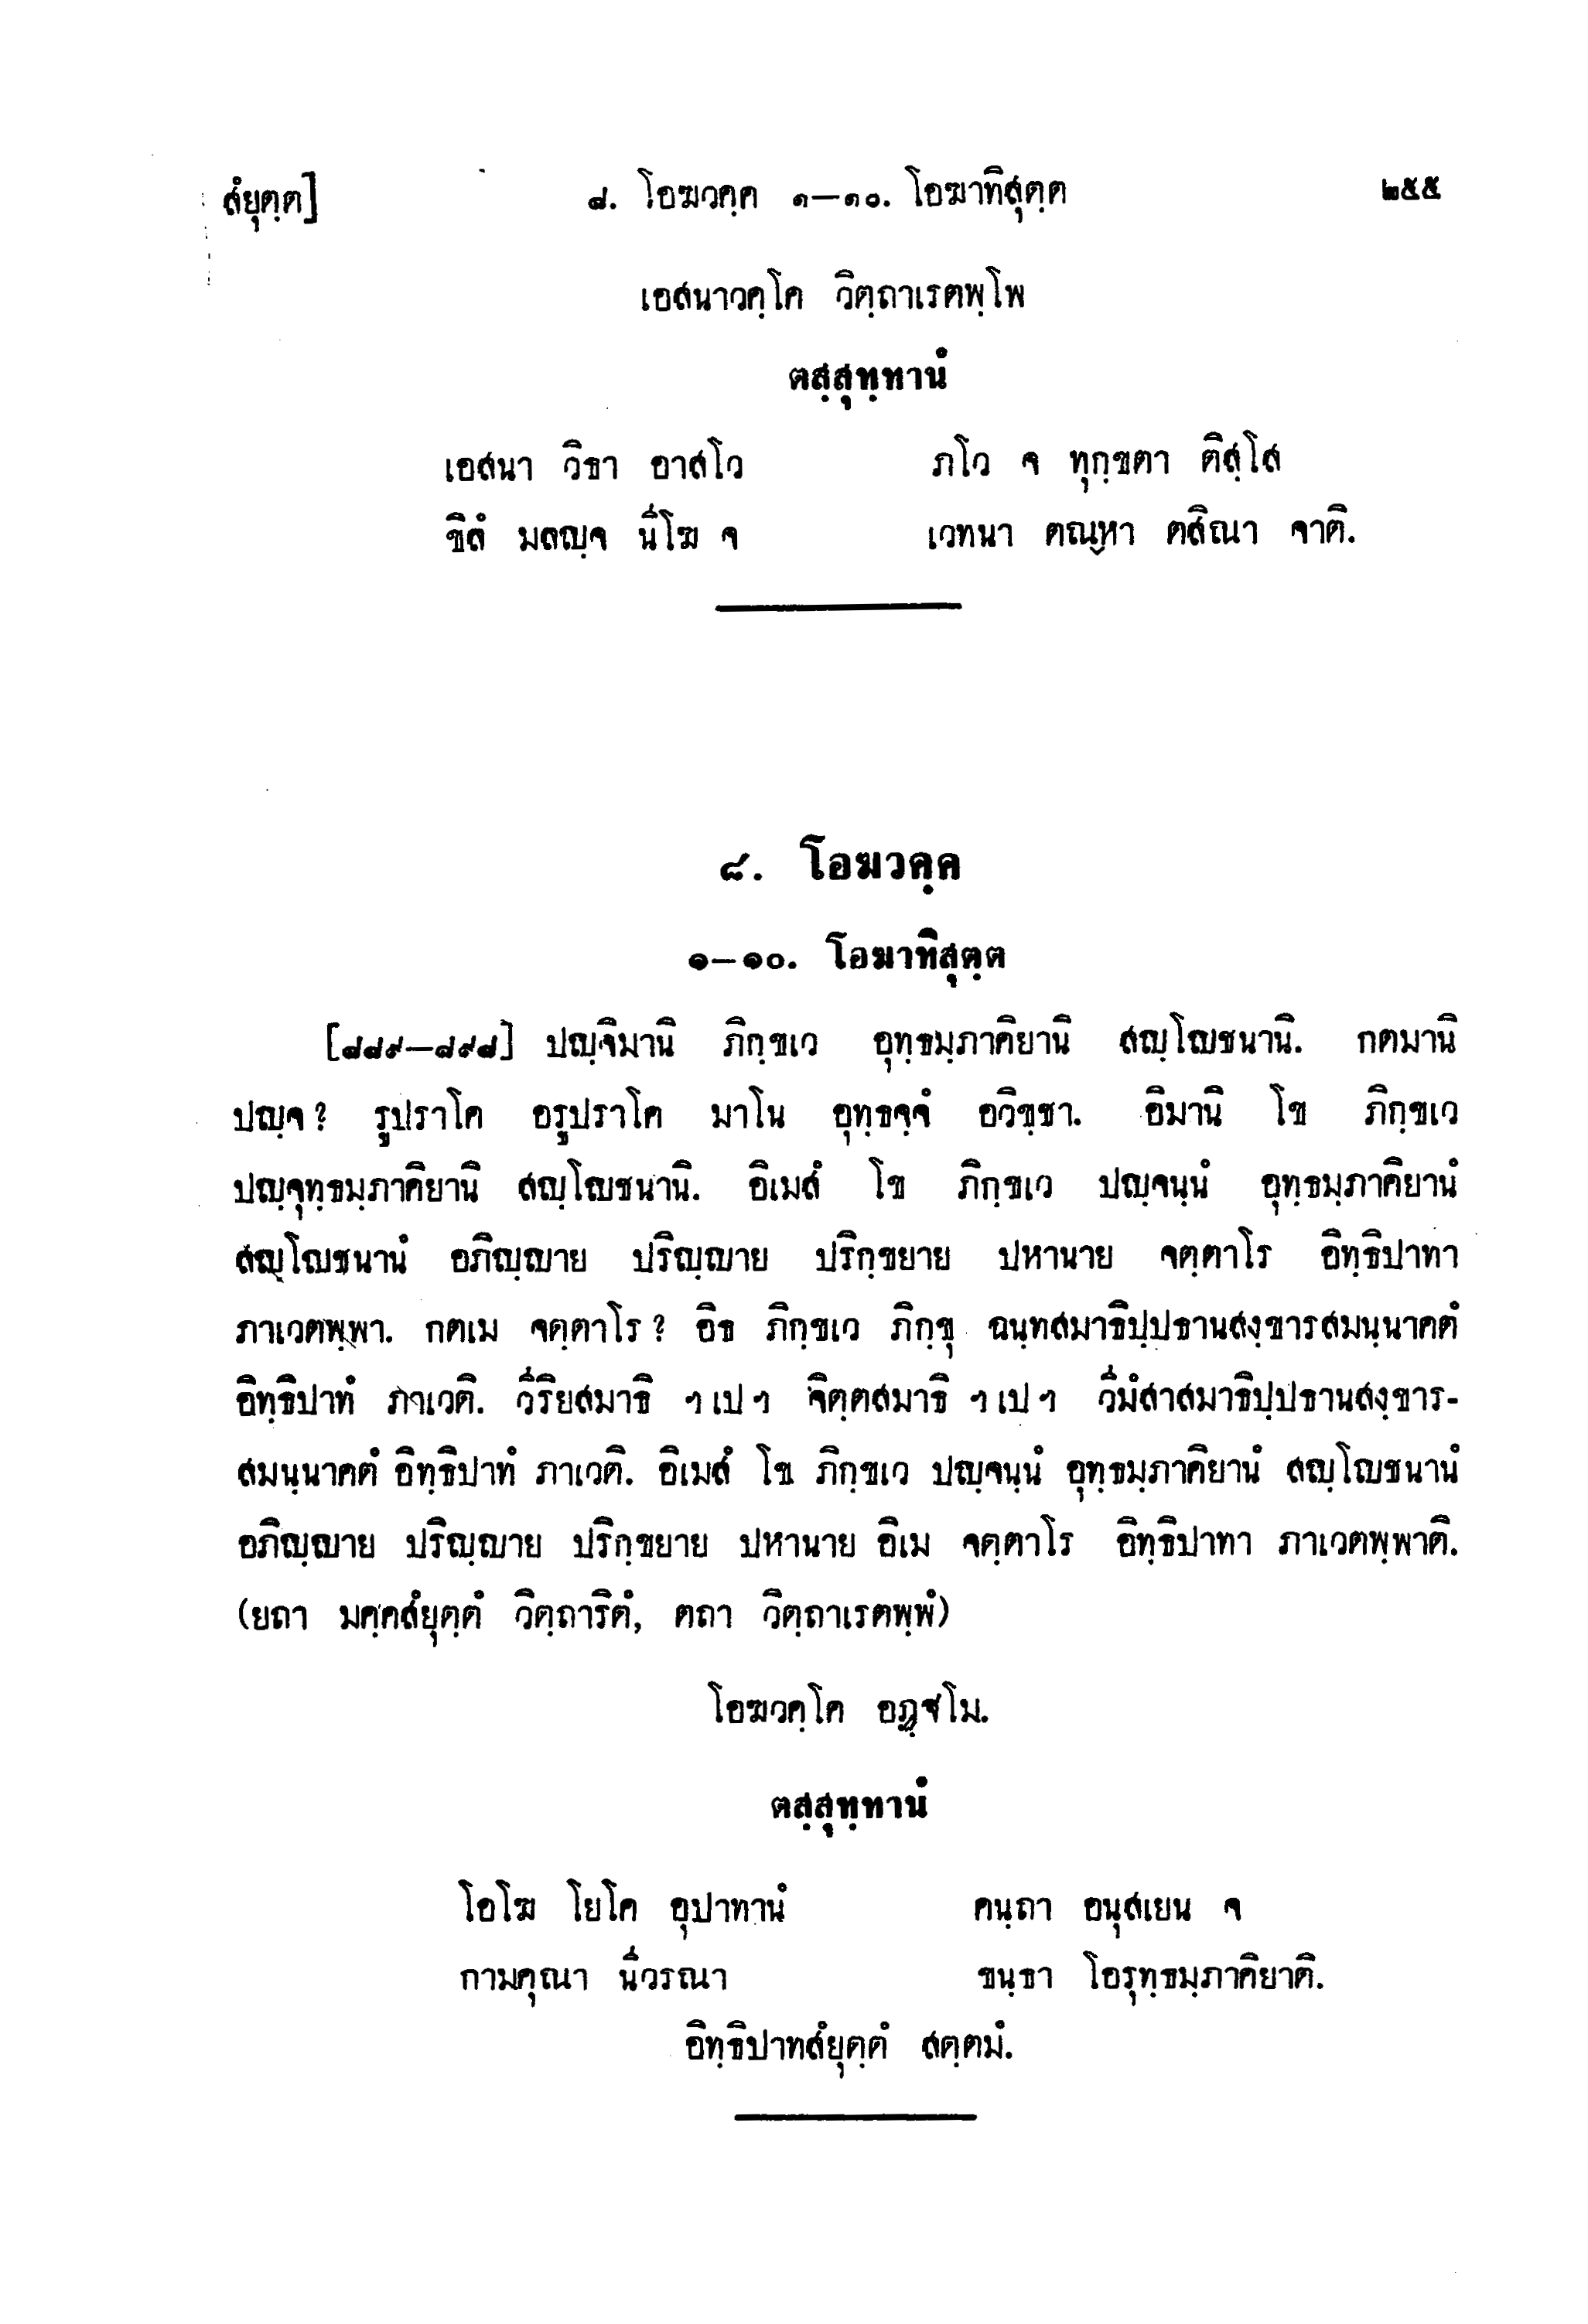 สํยุตฺต] ๘. โอฆวคฺค ๑—๑๐. โอฆาทิสุตฺต ๒๕๕
เอสนาวคฺโค วิตฺถาเรตพฺโพ
ตสฺสุทฺทานํ
เอสนา วิธา อาสโว ภโว จ ทุกฺขตา ติสฺโส
ขิลํ มลญฺจ นีโฆ จ เวทนา ตณฺหา ตสิณา จาติ.
๘. โอฆวคฺค
๑—๑๐. โอฆาทิสุตฺต
[๘๘๙—๘๙๘] ปญฺจิมานิ ภิกฺขเว อุทฺธมฺภาคิยานิ สญฺโญชนานิ. กตมานิ
ปญฺจ? รูปราโค อรูปราโค มาโน อุทฺธจฺจํ อวิชฺชา. อิมานิ โข ภิกฺขเว
ปญฺจุทฺธมฺภาคิยานิ สญฺโญชนานิ. อิเมสํ โข ภิกฺขเว ปญฺจนฺนํ อุทฺธมฺภาคิยานํ
สญฺโญชนานํ อภิญฺญาย ปริญฺญาย ปริกฺขยาย ปหานาย จตฺตาโร อิทฺธิปาทา
ภาเวตพฺพา. กตเม จตฺตาโร? อิธ ภิกฺขเว ภิกฺขุ ฉนฺทสมาธิปฺปธานสงฺขารสมนฺนาคตํ
อิทฺธิปาทํ ภาเวติ. วีริยสมาธิ ฯเปฯ จิตฺตสมาธิ ฯเปฯ วีมํสาสมาธิปฺปธานสงฺขาร-
สมนฺนาคตํ อิทฺธิปาทํ ภาเวติ. อิเมสํ โข ภิกฺขเว ปญฺจนฺนํ อุทฺธมฺภาคิยานํ สญฺโญชนานํ
อภิญฺญาย ปริญฺญาย ปริกฺขยาย ปหานาย อิเม จตฺตาโร อิทฺธิปาทา ภาเวตพฺพาติ.
(ยถา มคฺคสํยุตฺตํ วิตฺถาริตํ, ตถา วิตฺถาเรตพฺพํ)
โอฆวคฺโค อฏฺฐโม.
ตสฺสุทฺทานํ
โอโฆ โยโค อุปาทานํ คนฺถา อนุสเยน จ
กามคุณา นีวรณา ขนฺธา โอรุทฺธมฺภาคิยาติ.
อิทฺธิปาทสํยุตฺตํ สตฺตมํ.